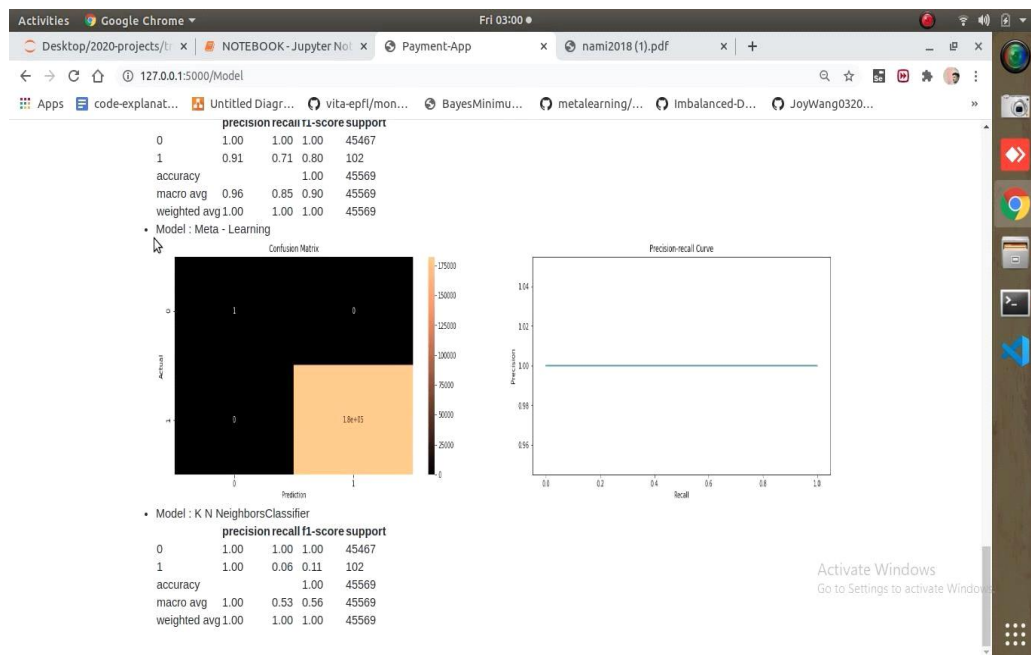 Activities Google Chrome ▾ Fri 03:00 ●
Desktop/2020-projects/tr × NOTEBOOK - Jupyter Not × Payment-App × nami2018 (1).pdf × +
127.0.0.1:5000/Model
Apps code-explanat... Untitled Diagr... vita-epfl/mon... BayesMinimu... metalearning/... Imbalanced-D... JoyWang0320... »
precision recall f1-score support
0 1.00 1.00 1.00 45467
1 0.91 0.71 0.80 102
accuracy 1.00 45569
macro avg 0.96 0.85 0.90 45569
weighted avg 1.00 1.00 1.00 45569
• Model : Meta - Learning
Confusion Matrix
0
1
Actual
1 0
0 1.8e+05
0 1
Prediction
175000
150000
125000
100000
75000
50000
25000
0
Precision-recall Curve
1.04
1.02
1.00
0.98
0.96
Precision
0.0 0.2 0.4 0.6 0.8 1.0
Recall
• Model : K N NeighborsClassifier
precision recall f1-score support
0 1.00 1.00 1.00 45467
1 1.00 0.06 0.11 102
accuracy 1.00 45569
macro avg 1.00 0.53 0.56 45569
weighted avg 1.00 1.00 1.00 45569
Activate Windows
Go to Settings to activate Windows.